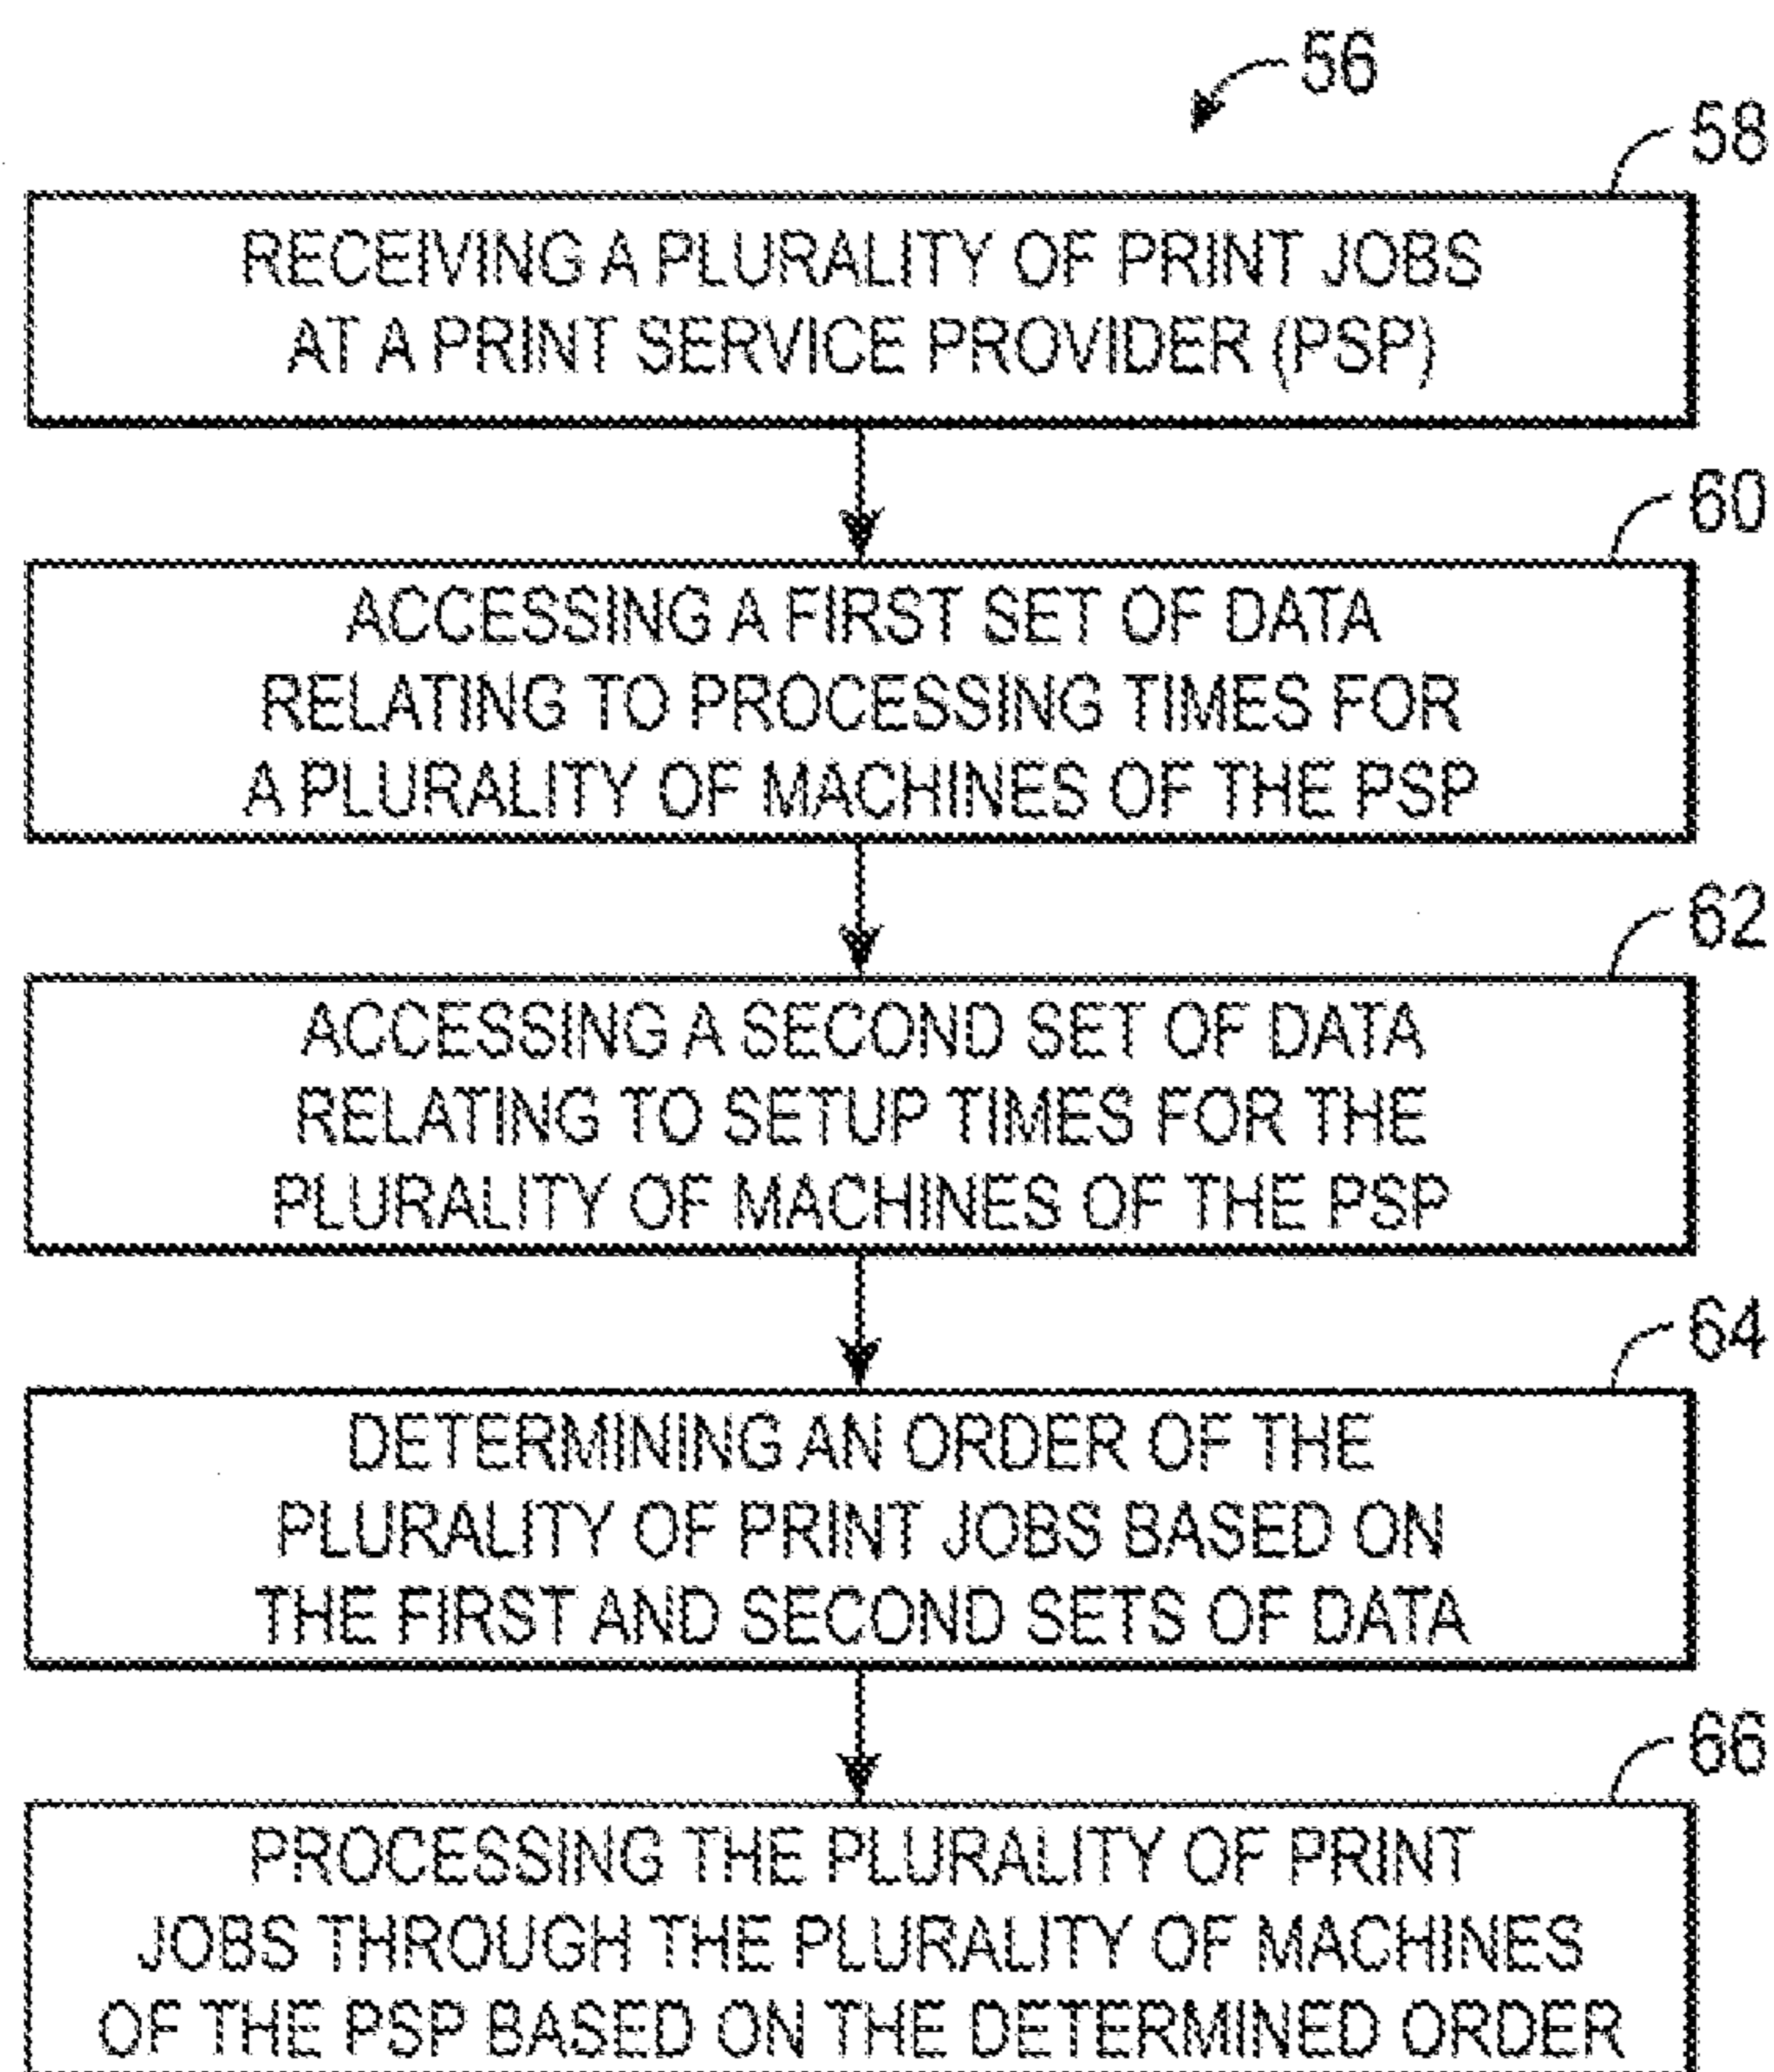 56
58
RECEIVING A PLURALITY OF PRINT JOBS
AT A PRINT SERVICE PROVIDER (PSP)
60
ACCESSING A FIRST SET OF DATA
RELATING TO PROCESSING TIMES FOR
A PLURALITY OF MACHINES OF THE PSP
62
ACCESSING A SECOND SET OF DATA
RELATING TO SETUP TIMES FOR THE
PLURALITY OF MACHINES OF THE PSP
64
DETERMINING AN ORDER OF THE
PLURALITY OF PRINT JOBS BASED ON
THE FIRST AND SECOND SETS OF DATA
66
PROCESSING THE PLURALITY OF PRINT
JOBS THROUGH THE PLURALITY OF MACHINES
OF THE PSP BASED ON THE DETERMINED ORDER